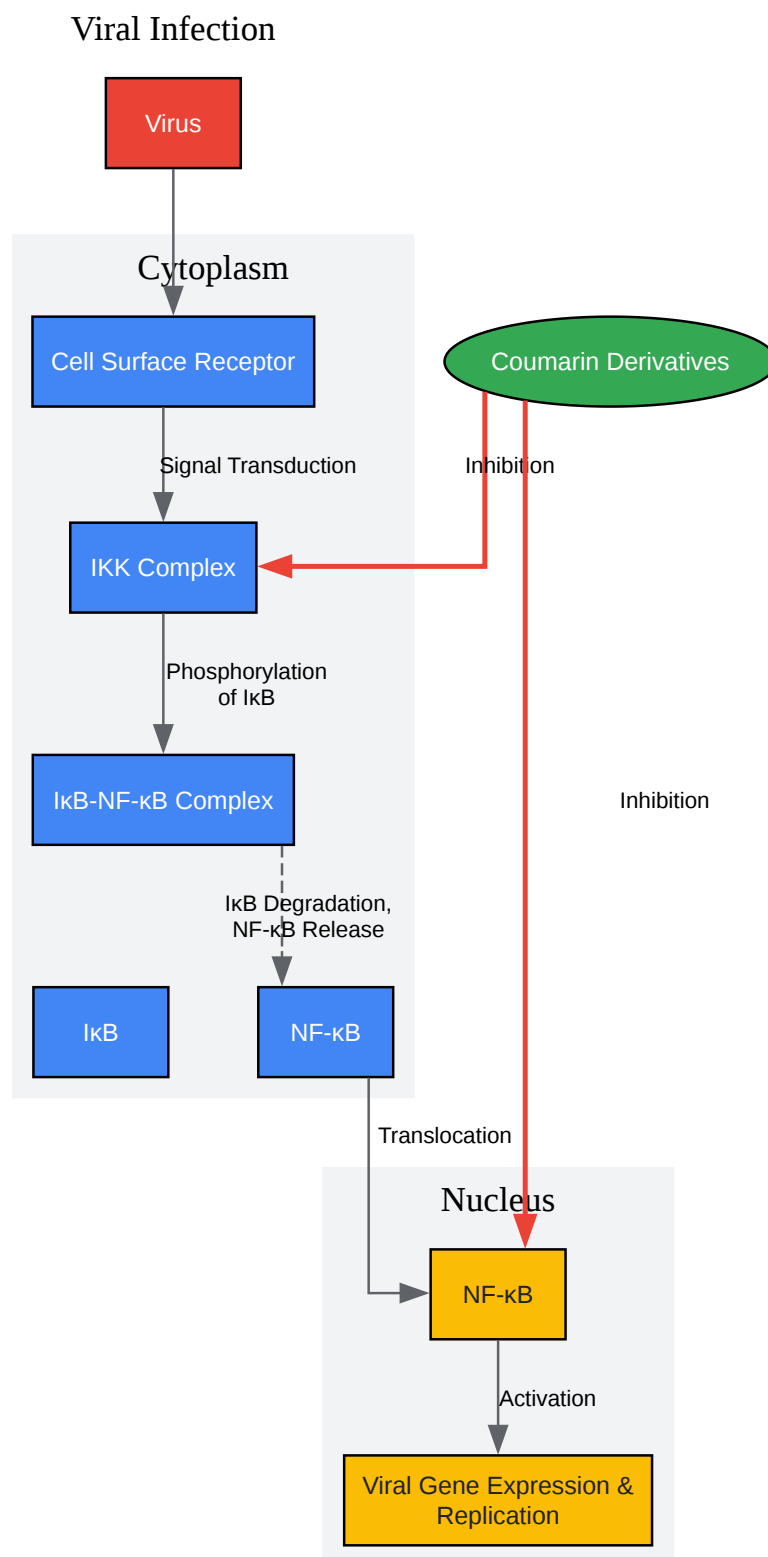 Viral Infection
Virus
Cytoplasm
Cell Surface Receptor
Coumarin Derivatives
Signal Transduction
Inhibition
IKK Complex
Phosphorylation
of IκB
IκB-NF-κB Complex
Inhibition
IκB Degradation,
NF-κB Release
IκB
NF-κB
Translocation
Nucleus
NF-κB
Activation
Viral Gene Expression &
Replication